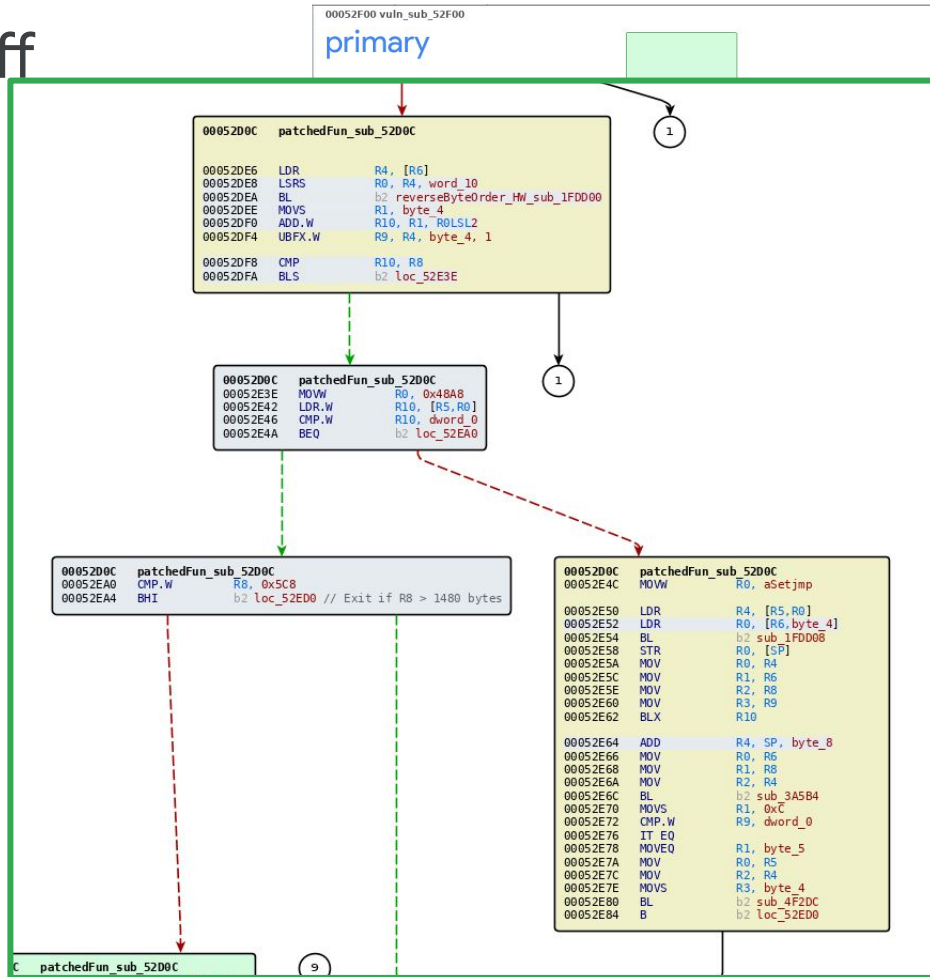 ff
00052F00 vuln_sub_52F00
primary
1
00052D0C patchedFun_sub_52D0C
00052DE6 LDR R4, [R6]
00052DE8 LSRS R0, R4, word_10
00052DEA BL b2 reverseByteOrder_HW_sub_1FDD00
00052DEE MOVS R1, byte_4
00052DF0 ADD.W R10, R1, R0LSL2
00052DF4 UBFX.W R9, R4, byte_4, 1
00052DF8 CMP R10, R8
00052DFA BLS b2 loc_52E3E
00052D0C patchedFun_sub_52D0C
00052E3E MOVW R0, 0x48A8
00052E42 LDR.W R10, [R5,R0]
00052E46 CMP.W R10, dword_0
00052E4A BEQ b2 loc_52EA0
1
00052D0C patchedFun_sub_52D0C
00052EA0 CMP.W R8, 0x5C8
00052EA4 BHI b2 loc_52ED0 // Exit if R8 > 1480 bytes
00052D0C patchedFun_sub_52D0C
00052E4C MOVW R0, aSetjmp
00052E50 LDR R4, [R5,R0]
00052E52 LDR R0, [R6,byte_4]
00052E54 BL b2 sub_1FDD08
00052E58 STR R0, [SP]
00052E5A MOV R0, R4
00052E5C MOV R1, R6
00052E5E MOV R2, R8
00052E60 MOV R3, R9
00052E62 BLX R10
00052E64 ADD R4, SP, byte_8
00052E66 MOV R0, R6
00052E68 MOV R1, R8
00052E6A MOV R2, R4
00052E6C BL b2 sub_3A5B4
00052E70 MOVS R1, 0xC
00052E72 CMP.W R9, dword_0
00052E76 IT EQ
00052E78 MOVEQ R1, byte_5
00052E7A MOV R0, R5
00052E7C MOV R2, R4
00052E7E MOVS R3, byte_4
00052E80 BL b2 sub_4F2DC
00052E84 B b2 loc_52ED0
C patchedFun_sub_52D0C
9